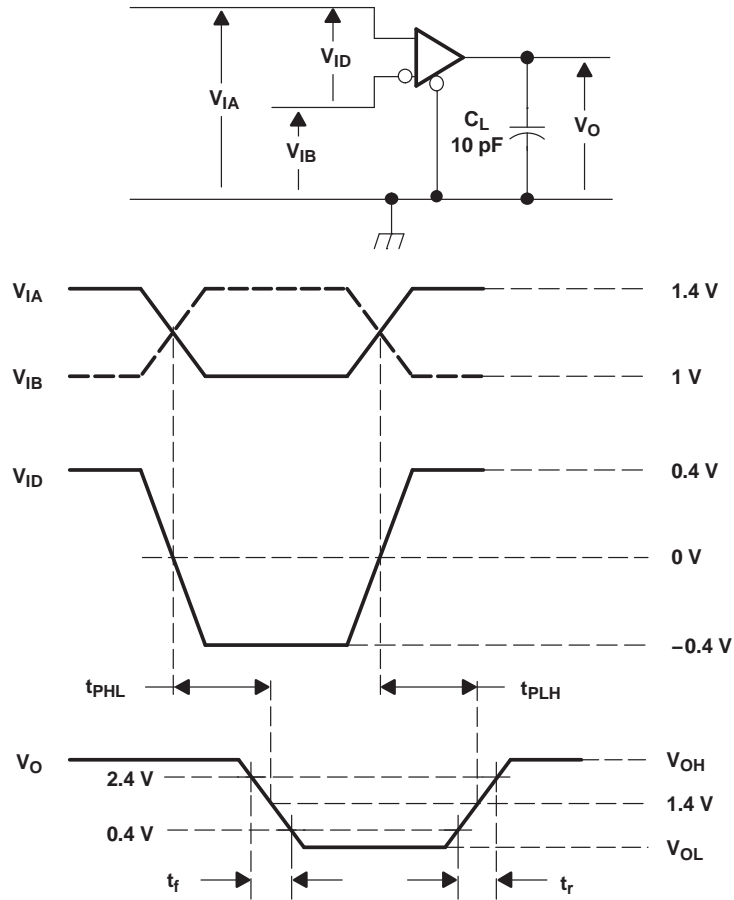 VID
VIA
VIB
CL
10 pF
VO
VIA
1.4 V
VIB
1 V
VID
0.4 V
0 V
−0.4 V
tPHL
tPLH
VO
VOH
2.4 V
1.4 V
0.4 V
VOL
tf
tr